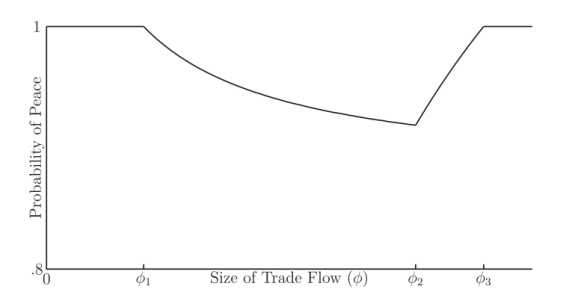 1
Probability of Peace
.8
0
ϕ₁
Size of Trade Flow (ϕ)
ϕ₂
ϕ₃